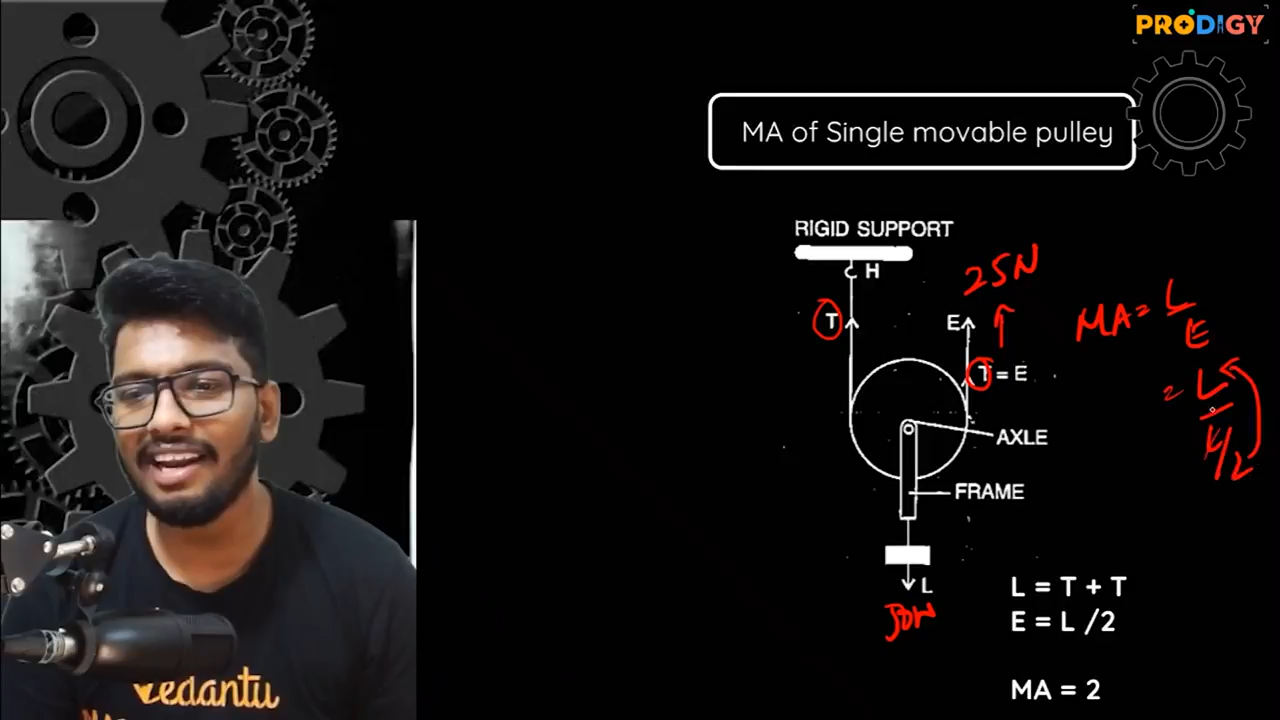 PRODIGY
MA of Single movable pulley
RIGID SUPPORT
H
25N
T
E
MA = L
E
T = E
= L
L/2
AXLE
FRAME
L
50N
L = T + T
E = L /2
MA = 2
Vedantu